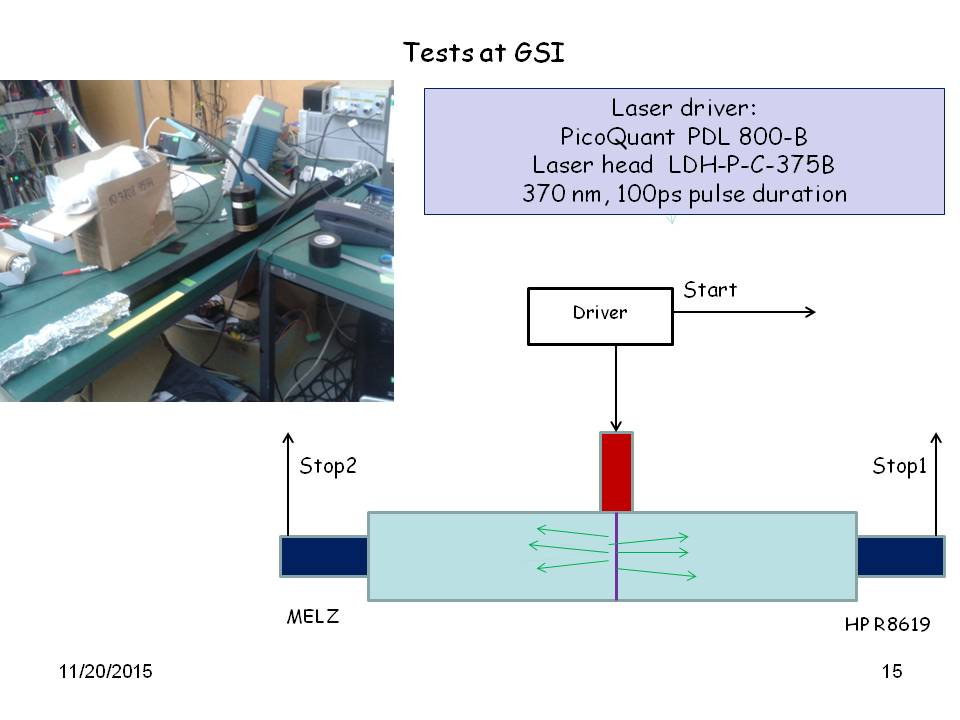 Tests at GSI
Laser driver:
PicoQuant PDL 800-B
Laser head LDH-P-C-375B
370 nm, 100ps pulse duration
Start
Driver
Stop2
Stop1
MELZ
HP R8619
11/20/2015
15